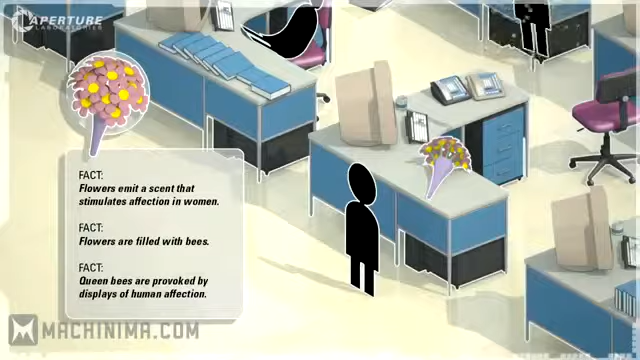 APERTURE
LABORATORIES
FACT:
Flowers emit a scent that
stimulates affection in women.
FACT:
Flowers are filled with bees.
FACT:
Queen bees are provoked by
displays of human affection.
MACHINIMA.COM